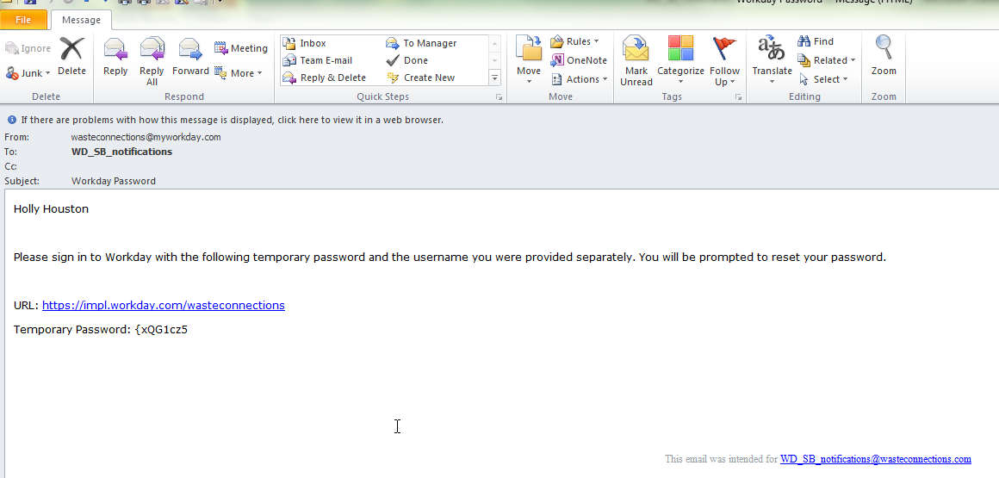 Workday Password - Message (HTML)
File Message
Ignore
Junk
Delete
Delete
Reply
Reply All
Forward
Meeting
More
Respond
Inbox
Team E-mail
Reply & Delete
To Manager
Done
Create New
Quick Steps
Move
Rules
OneNote
Actions
Move
Mark Unread
Categorize
Follow Up
Tags
Translate
Find
Related
Select
Editing
Zoom
Zoom
If there are problems with how this message is displayed, click here to view it in a web browser.
From: wasteconnections@myworkday.com
To: WD_SB_notifications
Cc:
Subject: Workday Password
Holly Houston
Please sign in to Workday with the following temporary password and the username you were provided separately. You will be prompted to reset your password.
URL: https://impl.workday.com/wasteconnections
Temporary Password: {xQG1cz5
This email was intended for WD_SB_notifications@wasteconnections.com